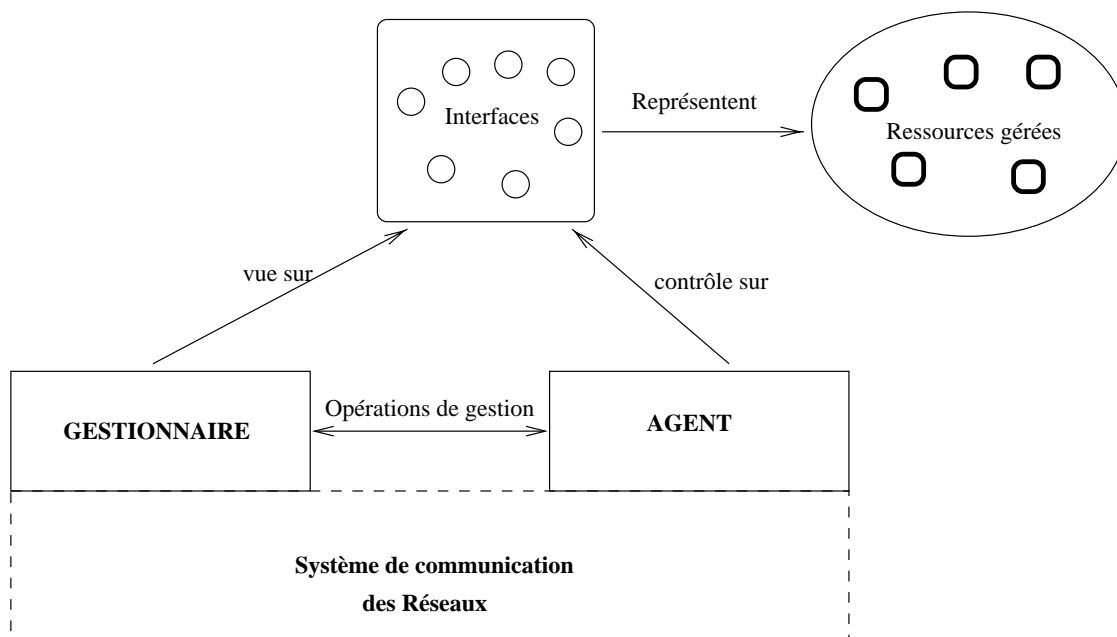 Interfaces
Représentent
Ressources gérées
vue sur
contrôle sur
GESTIONNAIRE
Opérations de gestion
AGENT
Système de communication
des Réseaux